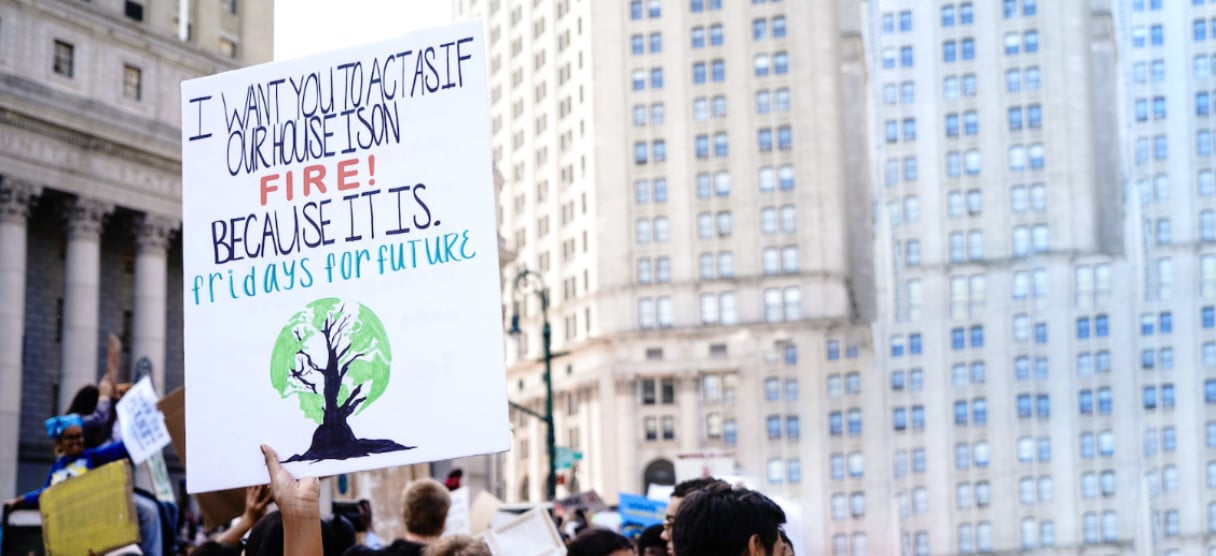 I WANT YOU TO ACT AS IF
OUR HOUSE IS ON
FIRE!
BECAUSE IT IS.
fridays for future